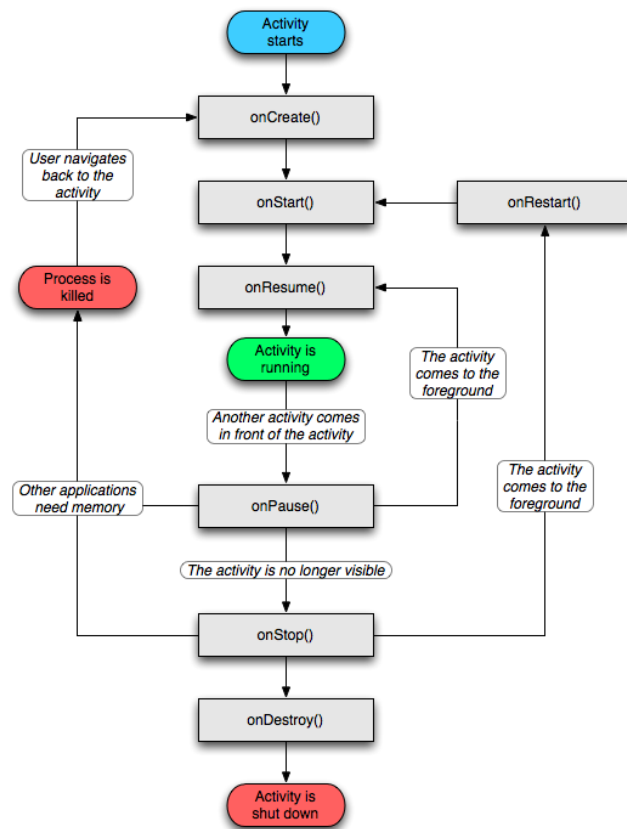 Activity
starts
onCreate()
User navigates
back to the
activity
onStart()
onRestart()
Process is
killed
onResume()
Activity is
running
The activity
comes to the
foreground
Another activity comes
in front of the activity
The activity
comes to the
foreground
Other applications
need memory
onPause()
The activity is no longer visible
onStop()
onDestroy()
Activity is
shut down